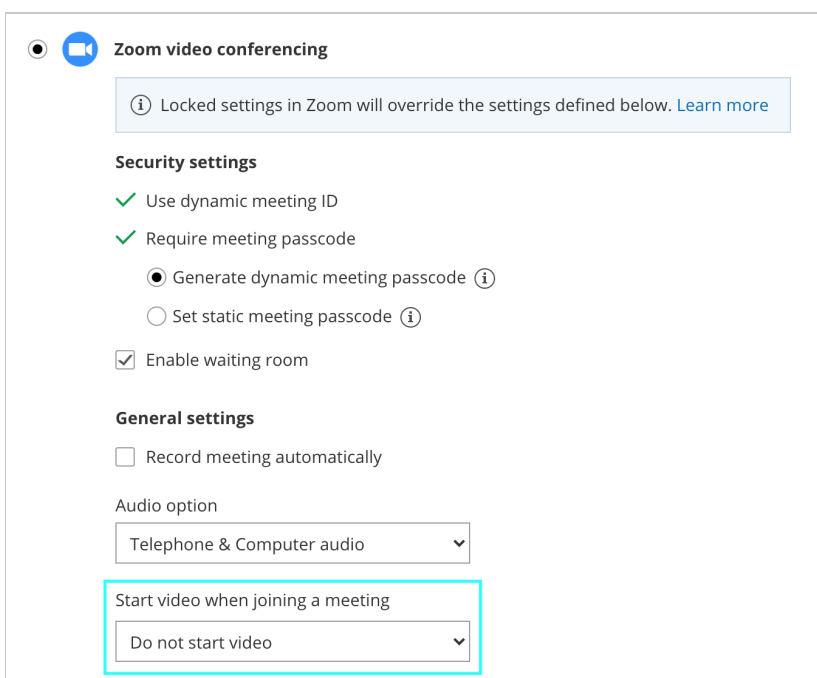 Zoom video conferencing
Locked settings in Zoom will override the settings defined below. Learn more
Security settings
Use dynamic meeting ID
Require meeting passcode
Generate dynamic meeting passcode
Set static meeting passcode
Enable waiting room
General settings
Record meeting automatically
Audio option
Telephone & Computer audio
Start video when joining a meeting
Do not start video